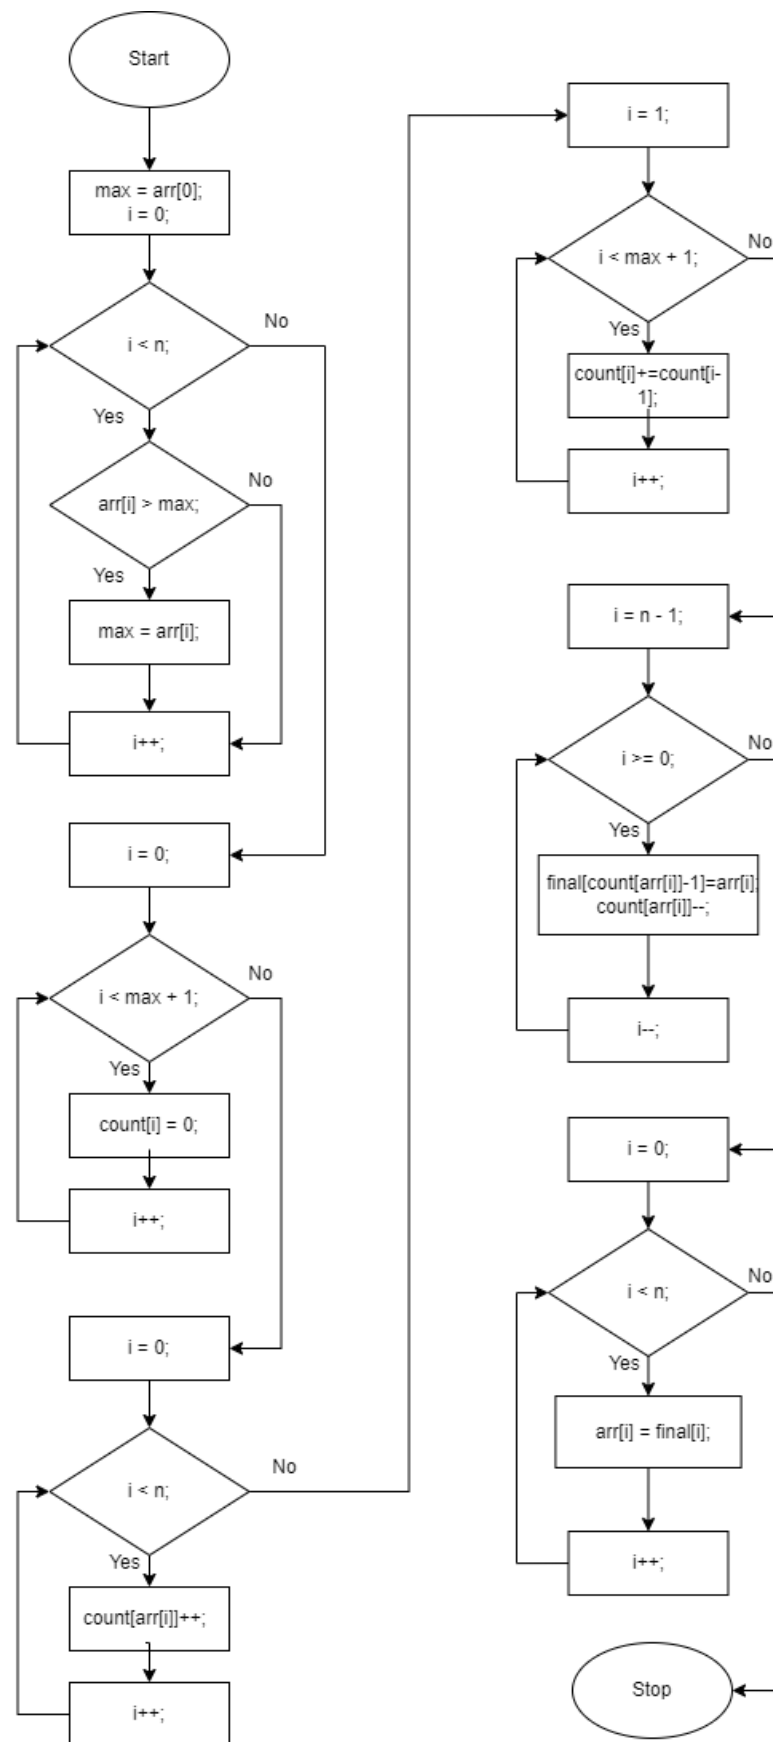 Start
max = arr[0];
i = 0;
i < n;
No
Yes
arr[i] > max;
No
Yes
max = arr[i];
i++;
i = 0;
i < max + 1;
No
Yes
count[i] = 0;
i++;
i = 0;
i < n;
No
Yes
count[arr[i]]++;
i++;
i = 1;
i < max + 1;
No
Yes
count[i]+=count[i-
1];
i++;
i = n - 1;
i >= 0;
No
Yes
final[count[arr[i]]-1]=arr[i];
count[arr[i]]--;
i--;
i = 0;
i < n;
No
Yes
arr[i] = final[i];
i++;
Stop